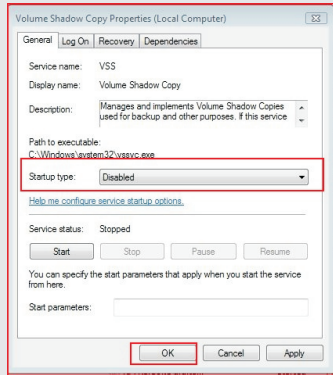 Volume Shadow Copy Properties (Local Computer)
General Log On Recovery Dependencies
Service name: VSS
Display name: Volume Shadow Copy
Description: Manages and implements Volume Shadow Copies
used for backup and other purposes. If this service
Path to executable:
C:\Windows\system32\vssvc.exe
Startup type: Disabled
Help me configure service startup options.
Service status: Stopped
Start Stop Pause Resume
You can specify the start parameters that apply when you start the service
from here.
Start parameters:
OK Cancel Apply